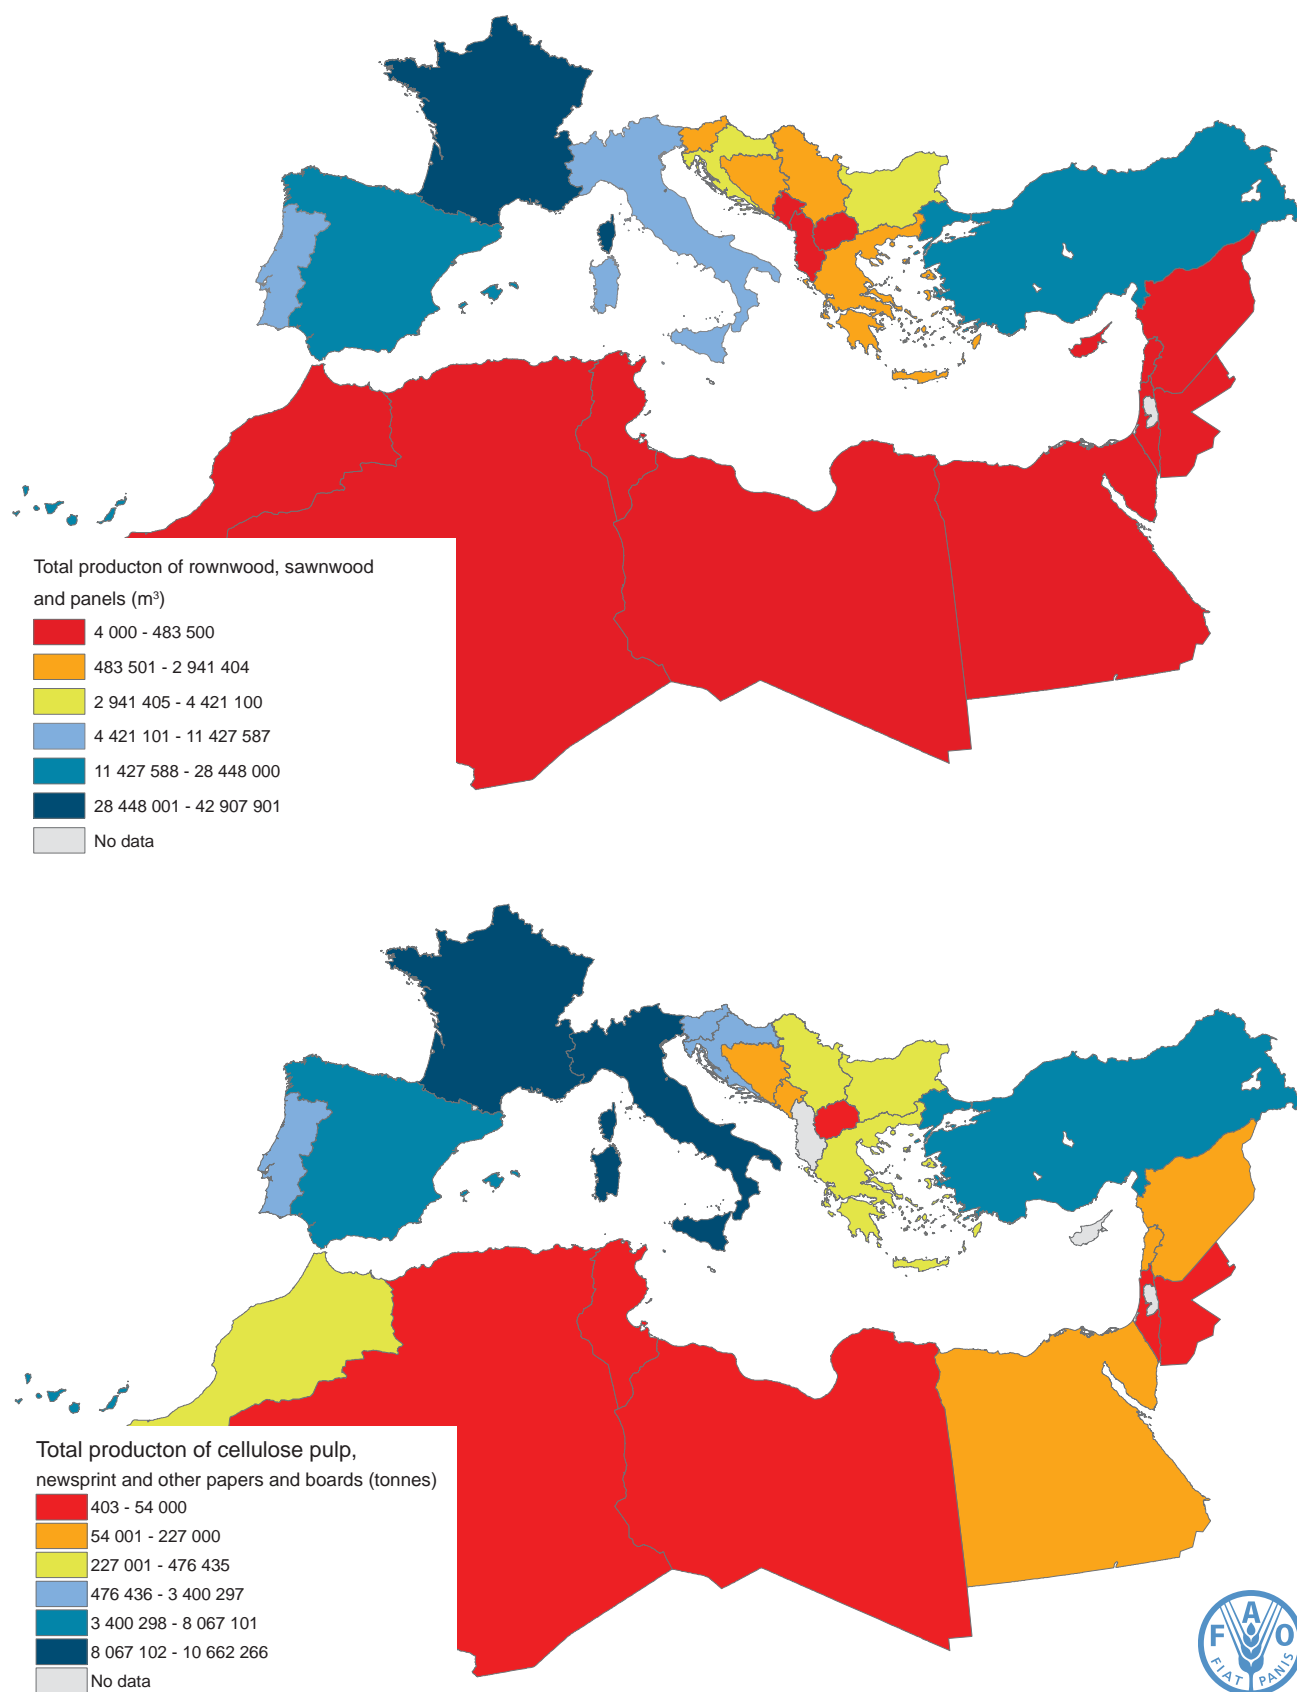 Total producton of rownwood, sawnwood
and panels (m³)
4 000 - 483 500
483 501 - 2 941 404
2 941 405 - 4 421 100
4 421 101 - 11 427 587
11 427 588 - 28 448 000
28 448 001 - 42 907 901
No data
Total producton of cellulose pulp,
newsprint and other papers and boards (tonnes)
403 - 54 000
54 001 - 227 000
227 001 - 476 435
476 436 - 3 400 297
3 400 298 - 8 067 101
8 067 102 - 10 662 266
No data
F A O
FIAT PANIS